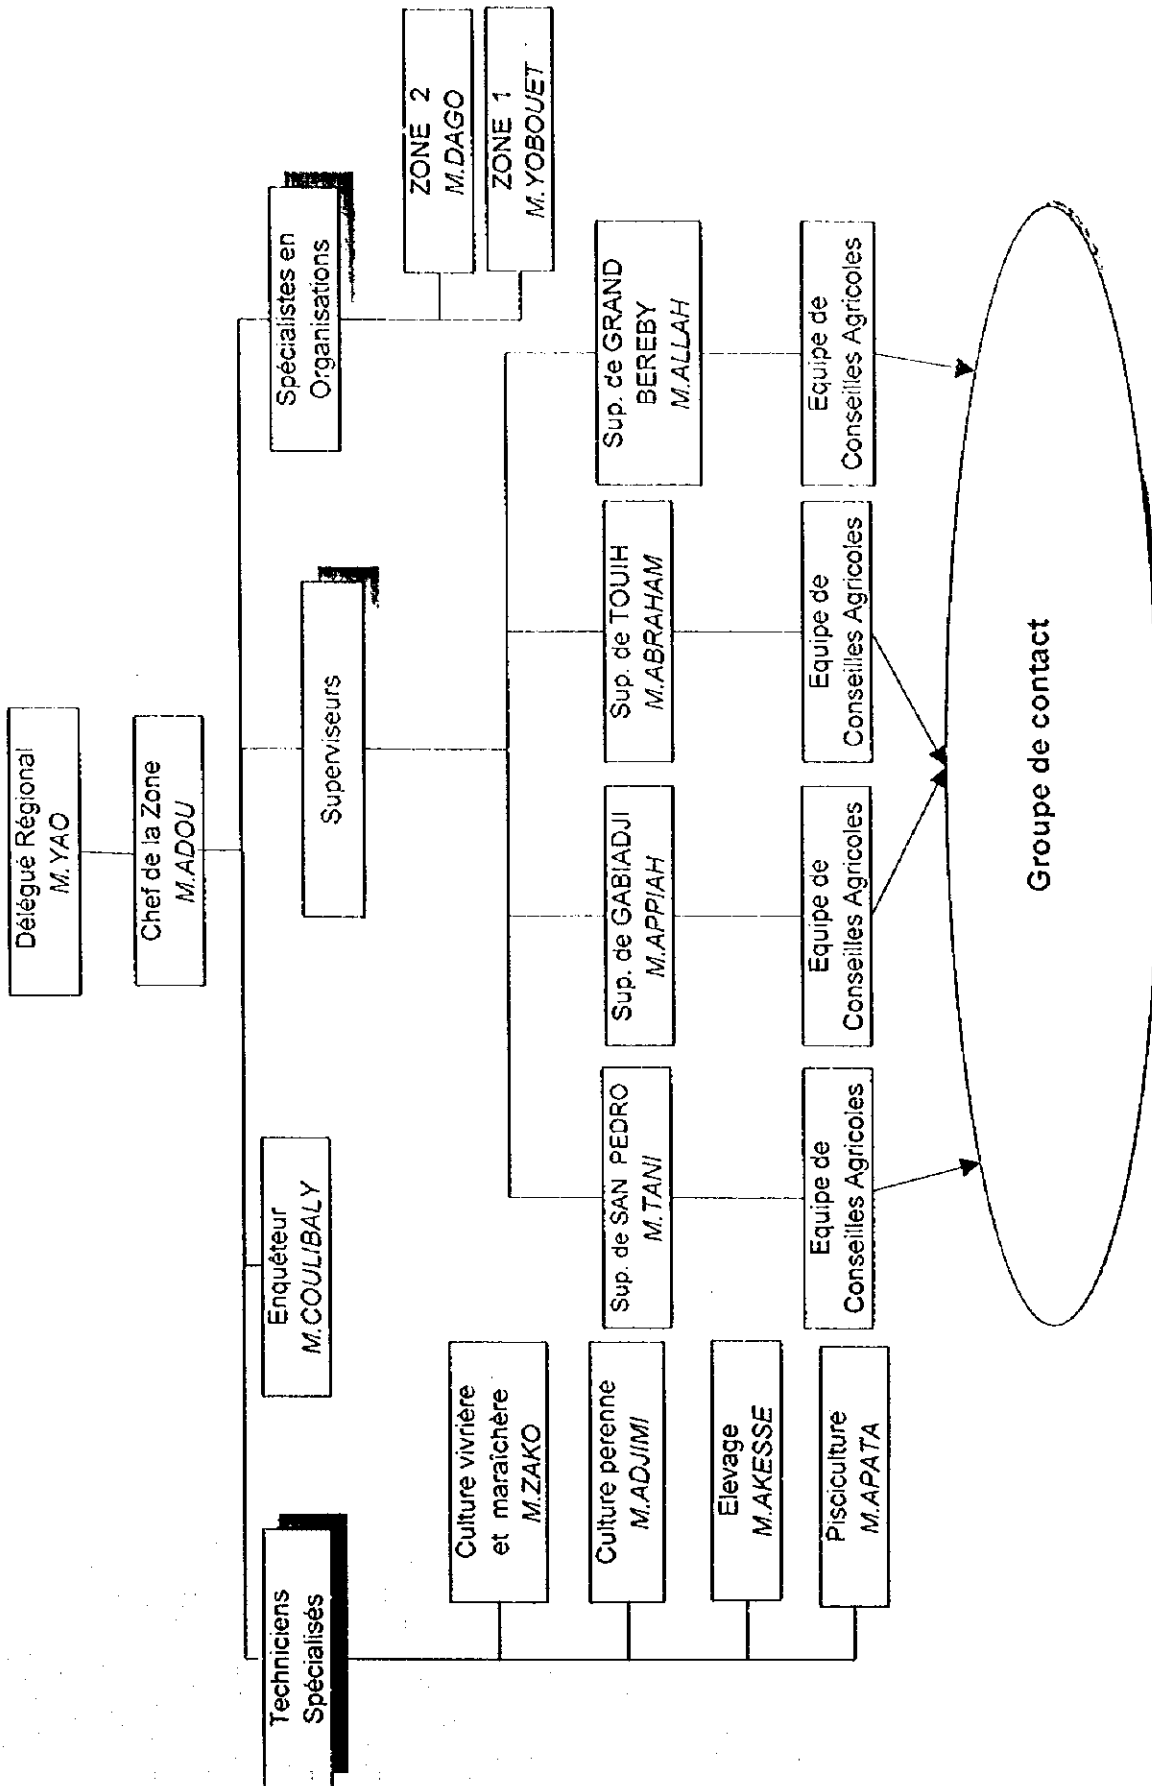 Délégué Régional
M.YAO
Chef de la Zone
M.ADOU
Techniciens
Spécialisés
Enquêteur
M.COULIBALY
Superviseurs
Spécialistes en
Organisations
ZONE 2
M.DAGO
ZONE 1
M.YOBOUET
Culture vivrière
et maraîchère
M.ZAKO
Culture perenne
M.ADJIMI
Elevage
M.AKESSE
Pisciculture
M.APATA
Sup. de SAN PEDRO
M.TANI
Sup. de GABIADJI
M.APPIAH
Sup. de TOUIH
M.ABRAHAM
Sup. de GRAND
BEREBY
M.ALLAH
Equipe de
Conseilles Agricoles
Equipe de
Conseilles Agricoles
Equipe de
Conseilles Agricoles
Equipe de
Conseilles Agricoles
Groupe de contact